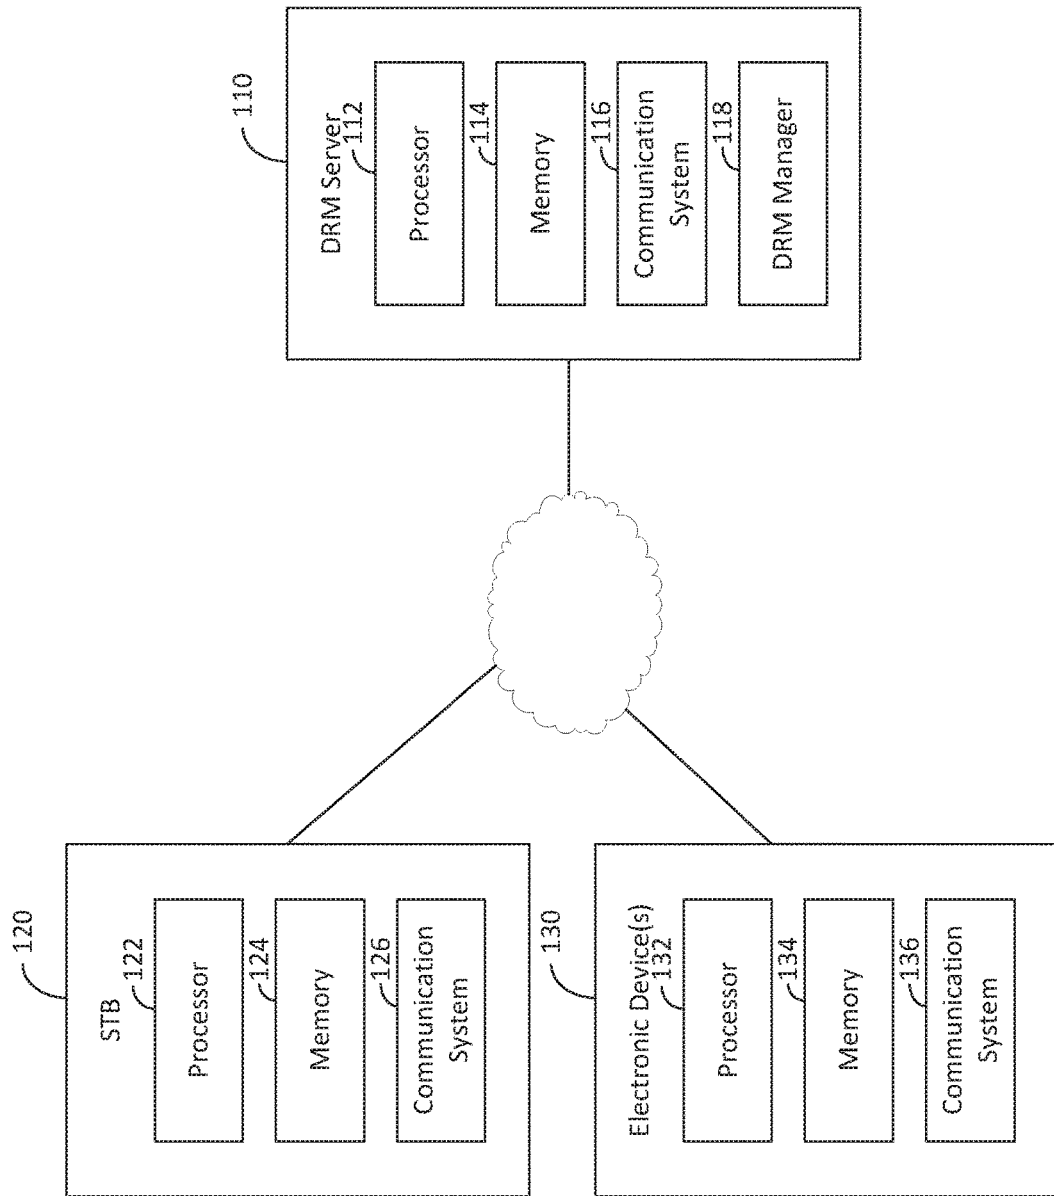 120
STB
122
Processor
124
Memory
126
Communication
System
130
Electronic Device(s)
132
Processor
134
Memory
136
Communication
System
110
DRM Server
112
Processor
114
Memory
116
Communication
System
118
DRM Manager